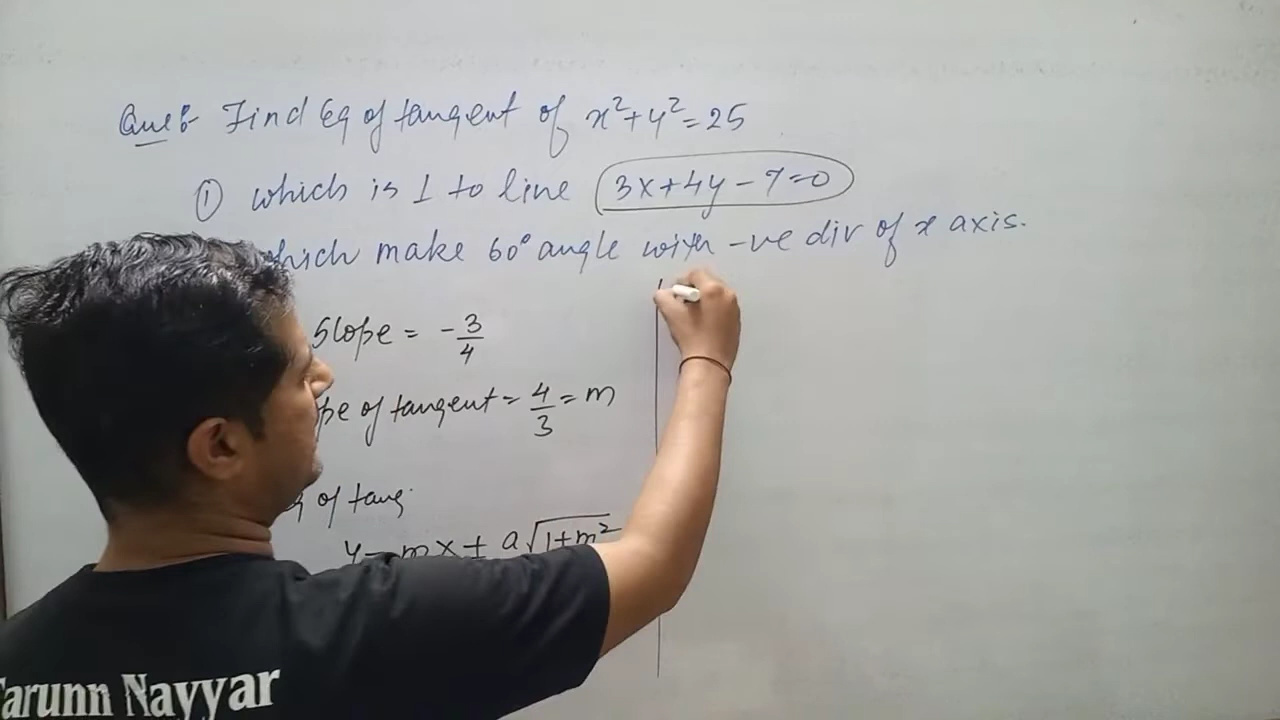 Ques Find Eq of tangent of x²+y²=25
① which is ⊥ to line 3x+4y-7=0
which make 60° angle with -ve dir of x axis.
Slope = -3/4
pe of tangent = 4/3 = m
of tang.
y = mx ± a√1+m²
Tarunn Nayyar